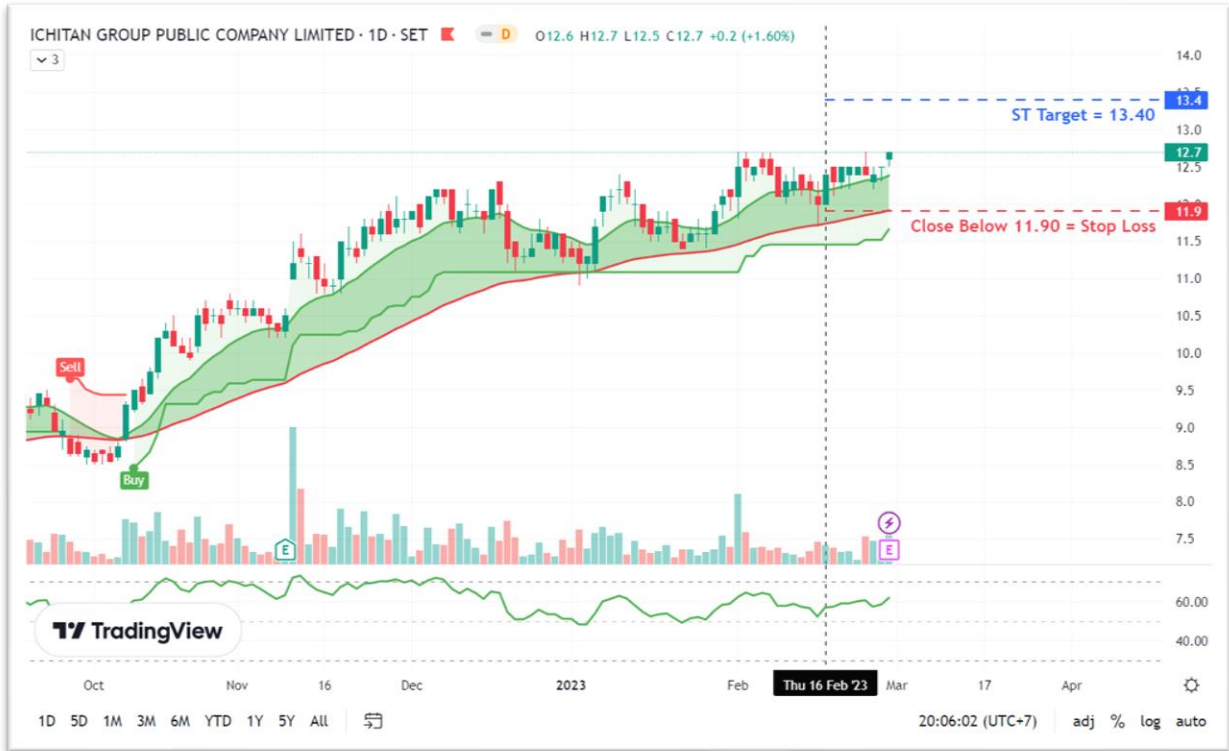 ICHITAN GROUP PUBLIC COMPANY LIMITED · 1D · SET D O12.6 H12.7 L12.5 C12.7 +0.2 (+1.60%)
3
14.0
13.4
ST Target = 13.40
13.0
12.7
12.5
11.9
Close Below 11.90 = Stop Loss
11.5
11.0
10.5
10.0
Sell
9.5
9.0
8.5
Buy
8.0
7.5
E
E
60.00
TradingView
40.00
Oct Nov 16 Dec 2023 Feb Thu 16 Feb '23 Mar 17 Apr
1D 5D 1M 3M 6M YTD 1Y 5Y All 20:06:02 (UTC+7) adj % log auto